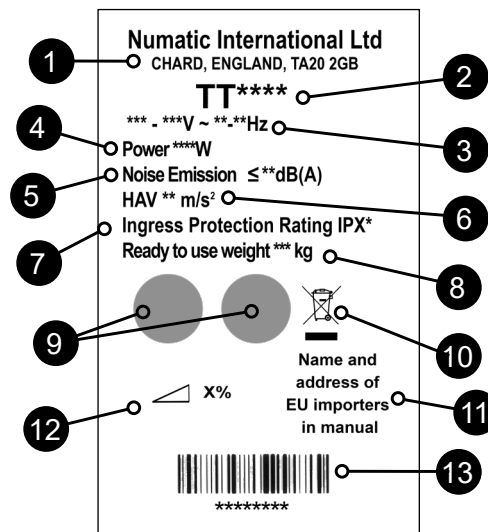 Numatic International Ltd
1
CHARD, ENGLAND, TA20 2GB
2
TT****
*** - ***V ~ **-**Hz
3
4
Power ****W
5
Noise Emission ≤**dB(A)
HAV ** m/s²
6
7
Ingress Protection Rating IPX*
Ready to use weight *** kg
8
9
10
Name and
address of
EU importers
in manual
11
12
X%
13
********